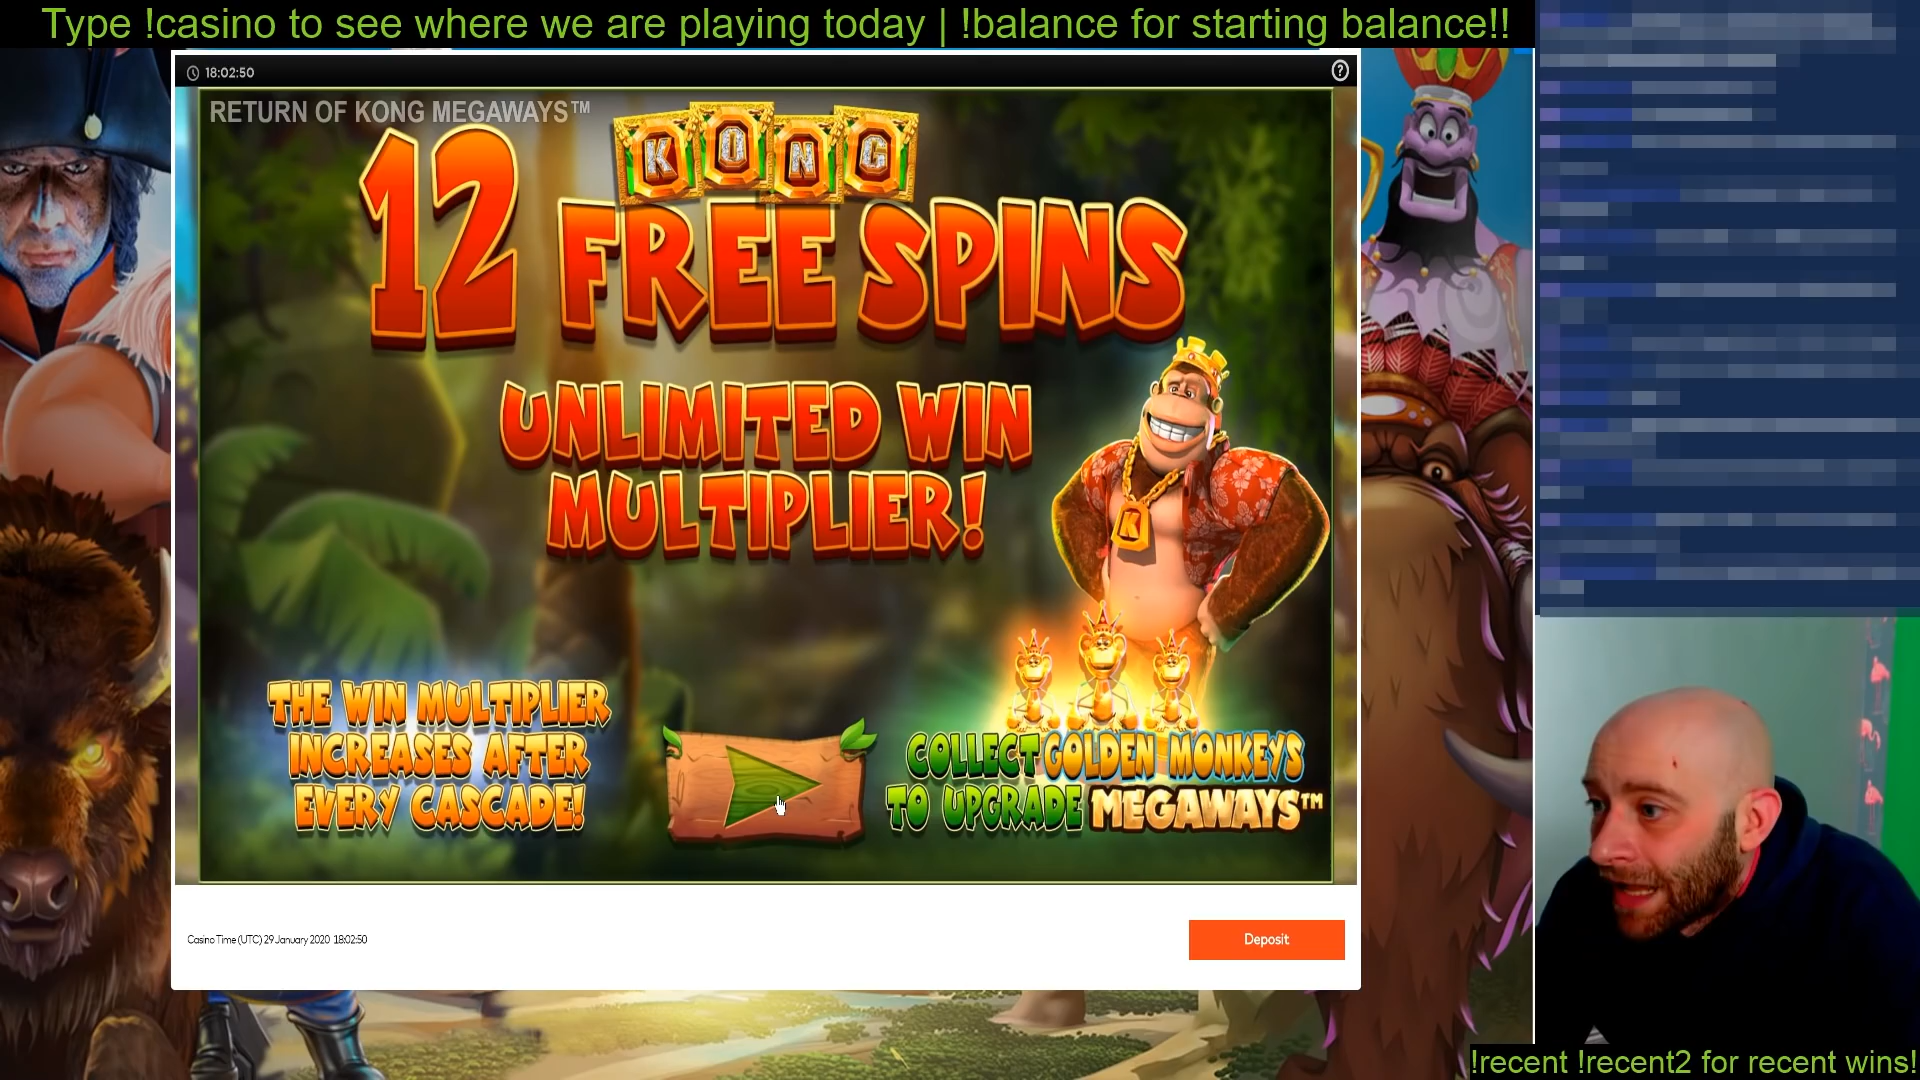 Type !casino to see where we are playing today | !balance for starting balance!!
18:02:50
?
RETURN OF KONG MEGAWAYS™
KONG
12 FREE SPINS
UNLIMITED WIN
MULTIPLIER!
K
THE WIN MULTIPLIER
INCREASES AFTER
EVERY CASCADE!
COLLECT GOLDEN MONKEYS
TO UPGRADE MEGAWAYS™
Casino Time (UTC) 29 January 2020 18:02:50
Deposit
!recent !recent2 for recent wins!